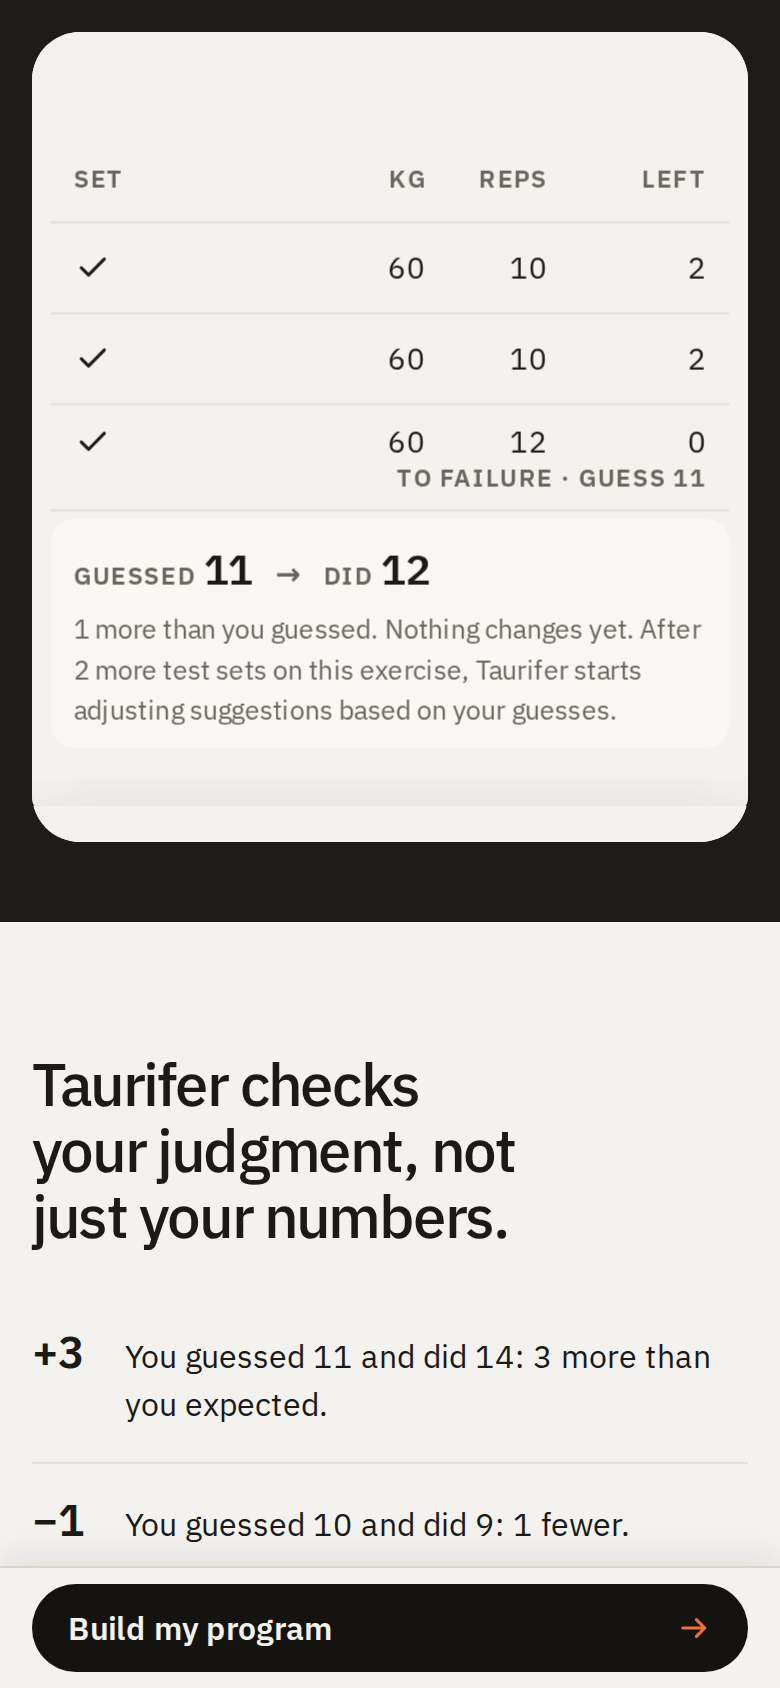 SET KG REPS LEFT
60 10 2
60 10 2
60 12 0
TO FAILURE · GUESS 11
GUESSED 11 → DID 12
1 more than you guessed. Nothing changes yet. After
2 more test sets on this exercise, Taurifer starts
adjusting suggestions based on your guesses.
Taurifer checks
your judgment, not
just your numbers.
+3 You guessed 11 and did 14: 3 more than
you expected.
−1 You guessed 10 and did 9: 1 fewer.
Build my program →